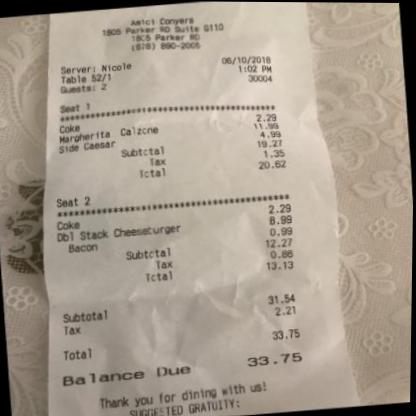 Amici Conyers
1805 Parker RD Suite G110
1805 Parker RD
(678) 890-2005
Server: Nicole 06/10/2018
Table 52/1 1:02 PM
Guests: 2 30004
Seat 1
Coke 2.29
Margherita Calzone 11.99
Side Caesar 4.99
Subtotal 19.27
Tax 1.35
Total 20.62
Seat 2
Coke 2.29
Dbl Stack Cheeseburger 8.99
Bacon 0.99
Subtotal 12.27
Tax 0.86
Total 13.13
Subtotal 31.54
Tax 2.21
Total 33.75
Balance Due 33.75
Thank you for dining with us!
SUGGESTED GRATUITY: